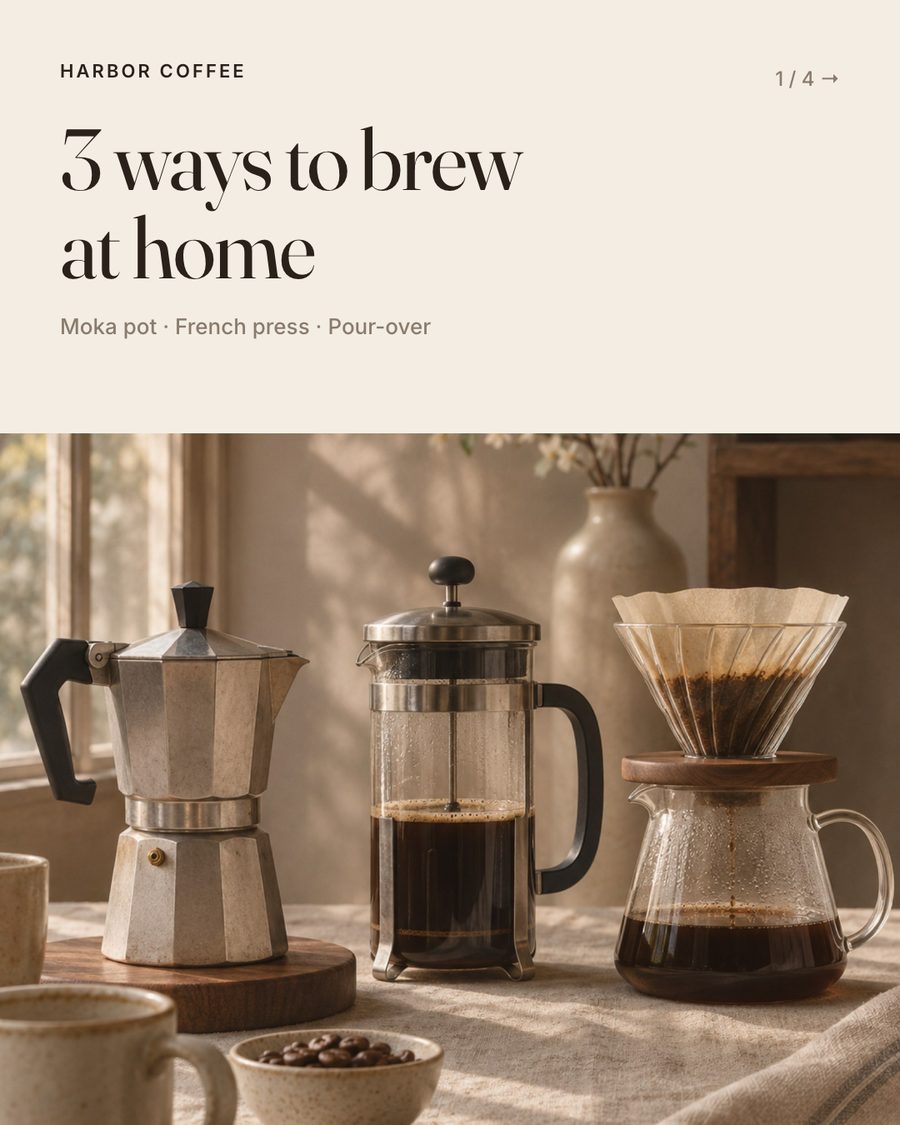 HARBOR COFFEE
1 / 4 →
3 ways to brew
at home
Moka pot · French press · Pour-over